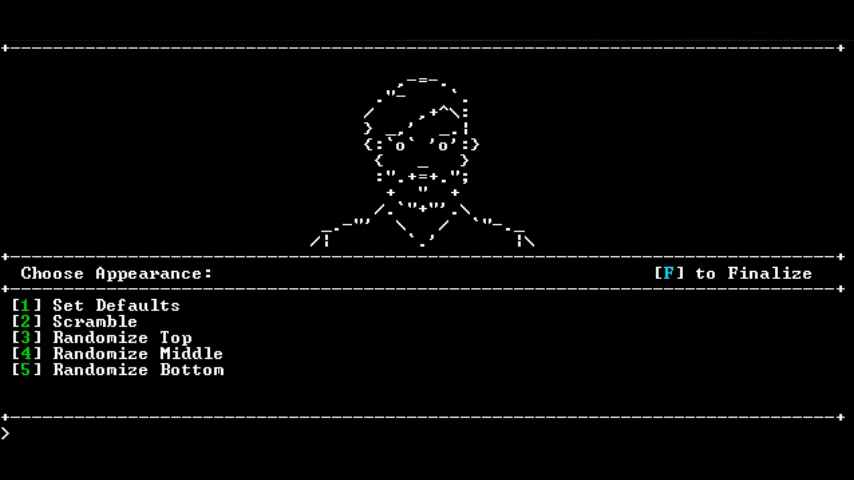 Choose Appearance: [F] to Finalize
[1] Set Defaults
[2] Scramble
[3] Randomize Top
[4] Randomize Middle
[5] Randomize Bottom
>